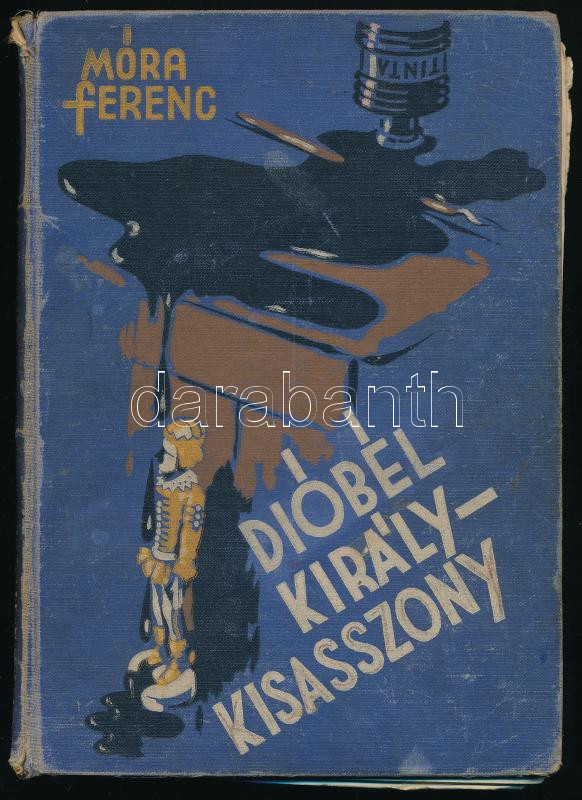 MÓRA
FERENC
TINTA
darabanth
DIÓBÉL
KIRÁLY-
KISASSZONY